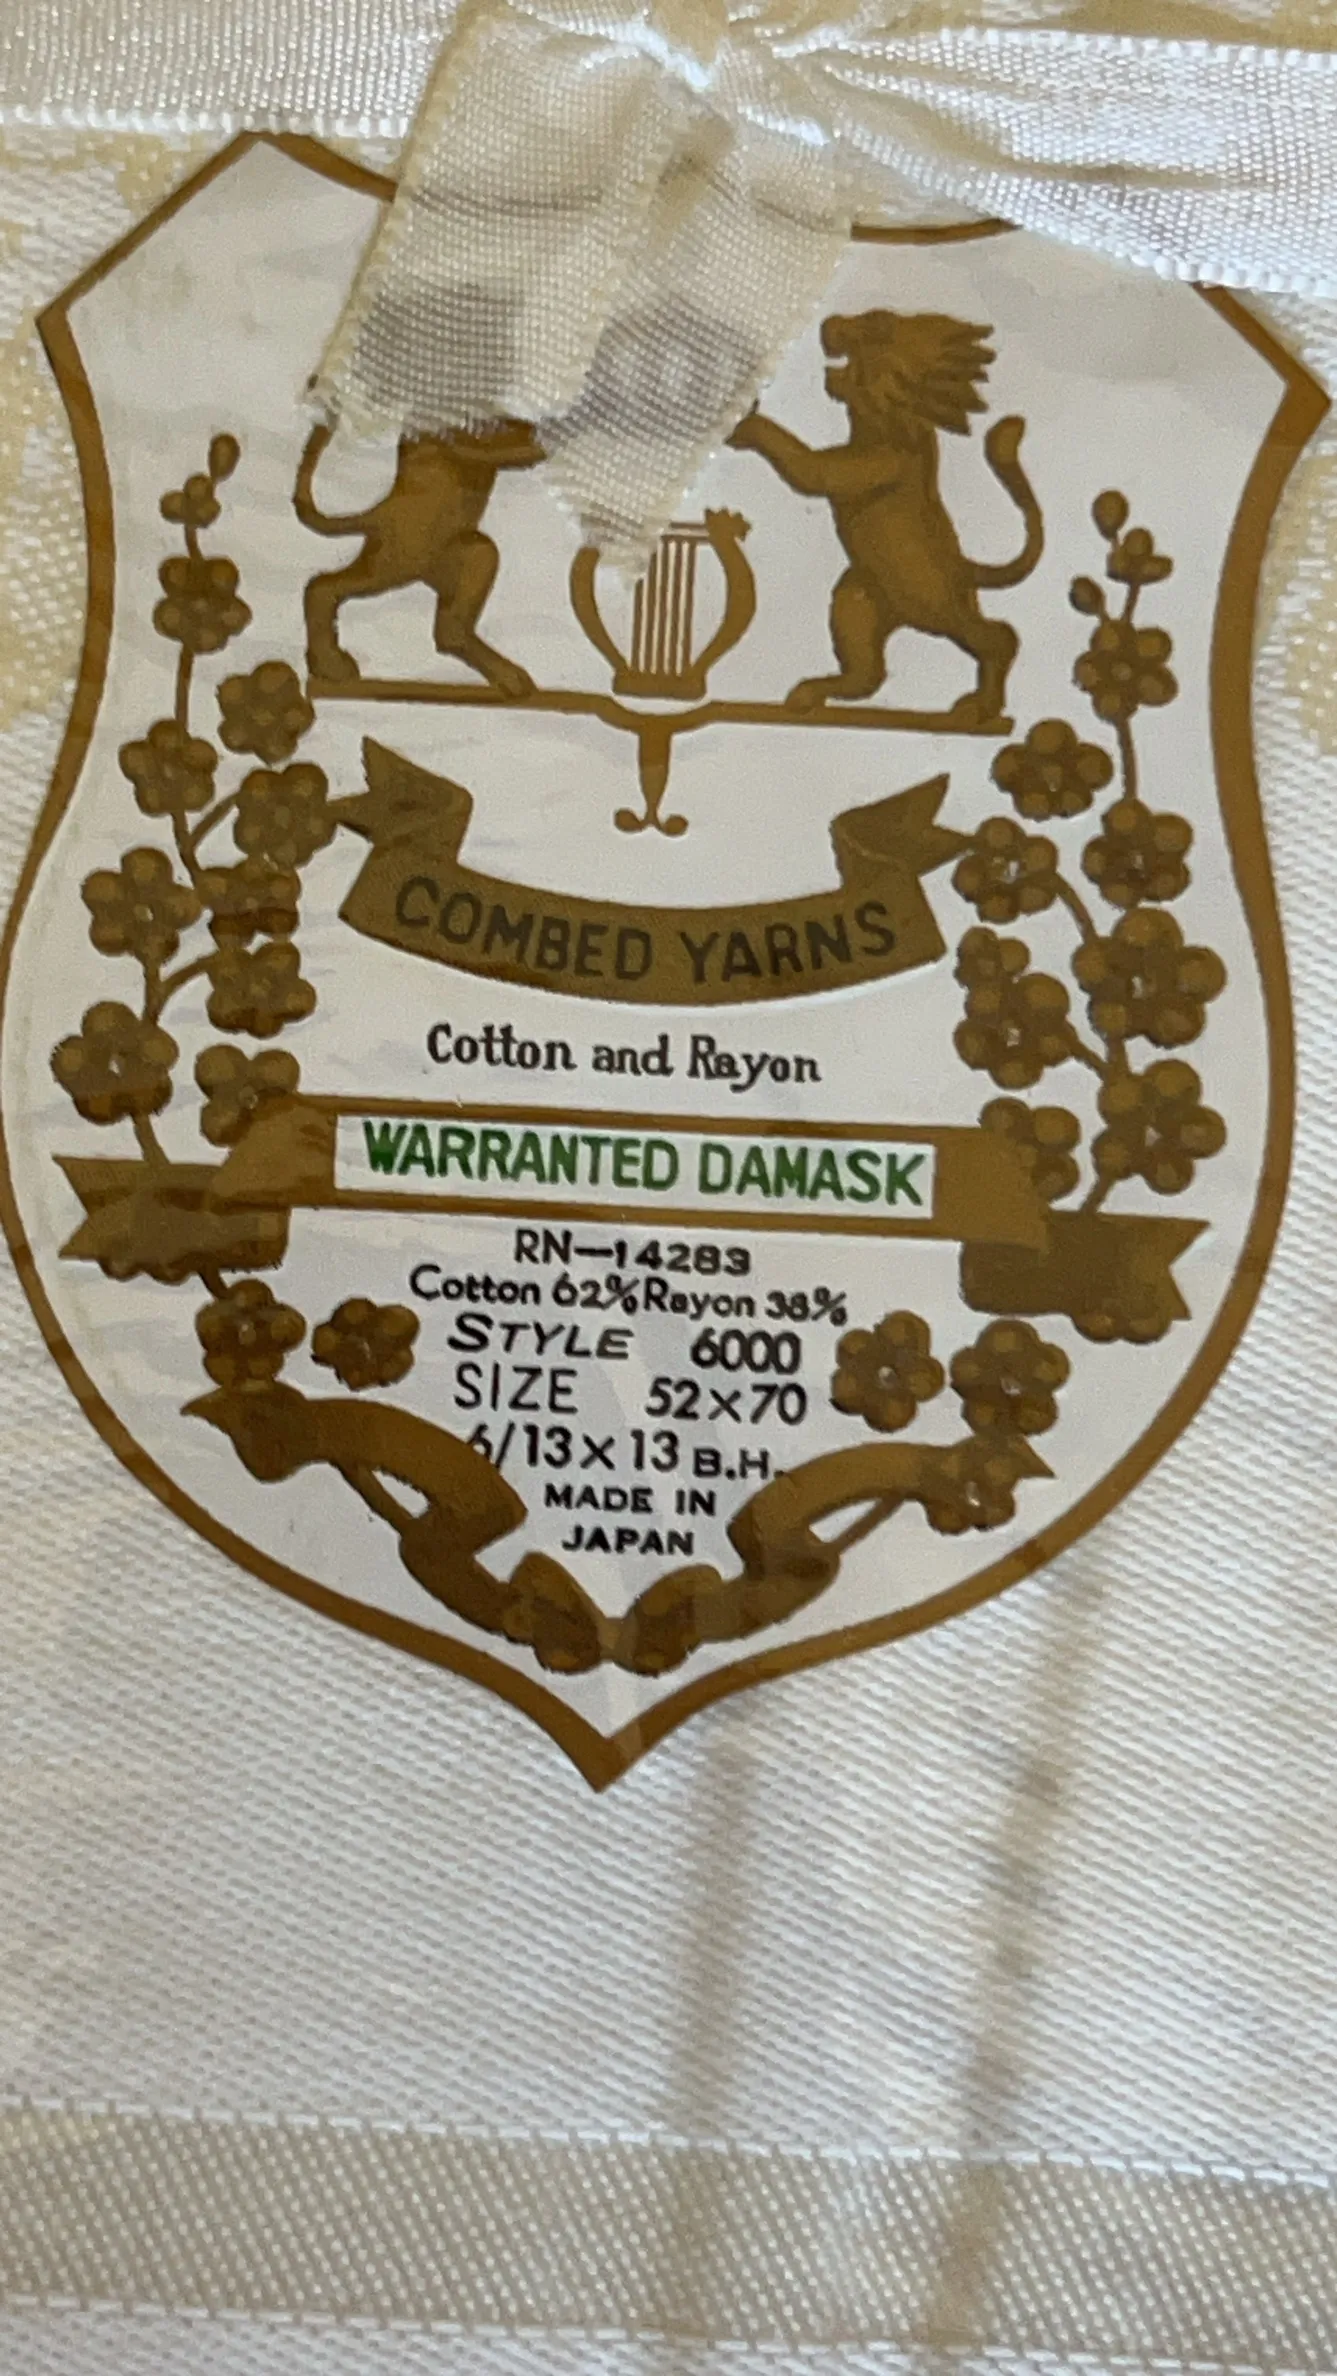 COMBED YARNS
Cotton and Rayon
WARRANTED DAMASK
RN—14283
Cotton 62% Rayon 38%
STYLE 6000
SIZE 52×70
6/13×13 B.H.
MADE IN
JAPAN